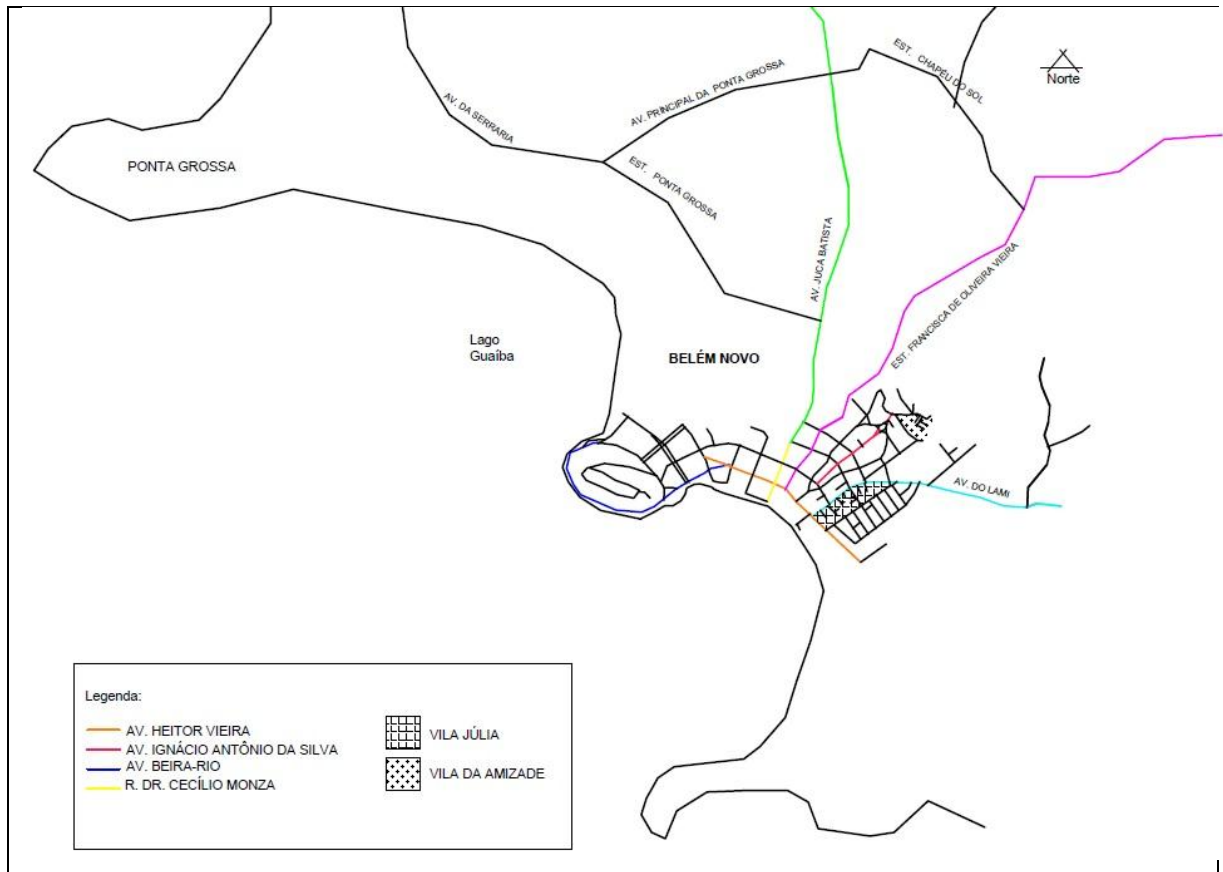 Norte
EST. CHAPÉU DO SOL
AV. PRINCIPAL DA PONTA GROSSA
AV. DA SERRARIA
PONTA GROSSA
EST. PONTA GROSSA
AV. JUCA BATISTA
EST. FRANCISCA DE OLIVEIRA VIEIRA
Lago
Guaíba
BELÉM NOVO
AV. DO LAMI
Legenda:
AV. HEITOR VIEIRA
AV. IGNÁCIO ANTÔNIO DA SILVA
AV. BEIRA-RIO
R. DR. CECÍLIO MONZA
VILA JÚLIA
VILA DA AMIZADE